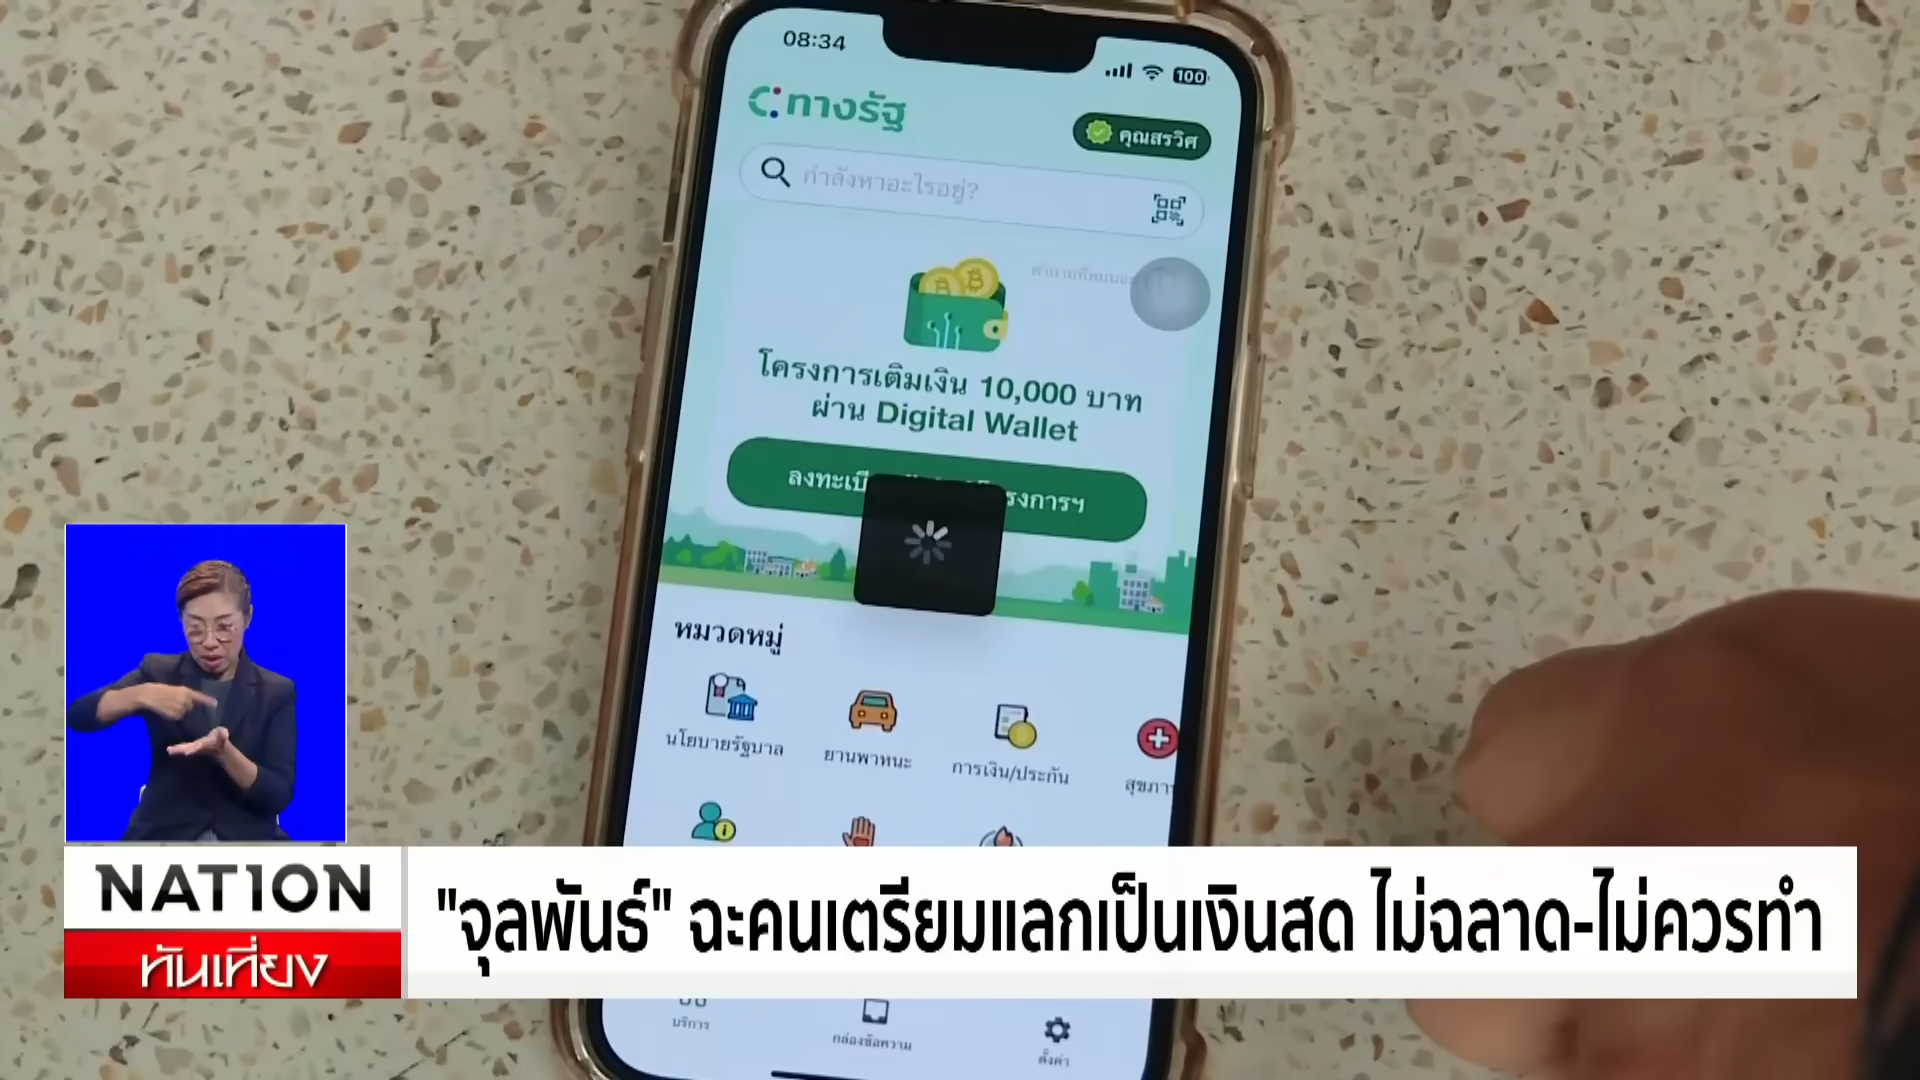 08:34
100
ทางรัฐ
คุณสรวิศ
กำลังหาอะไรอยู่?
โครงการเติมเงิน 10,000 บาท
ผ่าน Digital Wallet
หมวดหมู่
นโยบายรัฐบาล
ยานพาหนะ
การเงิน/ประกัน
NATION
ทันเที่ยง
"จุลพันธ์" ฉะคนเตรียมแลกเป็นเงินสด ไม่ฉลาด-ไม่ควรทำ
บริการ
กล่องข้อความ
ตั้งค่า